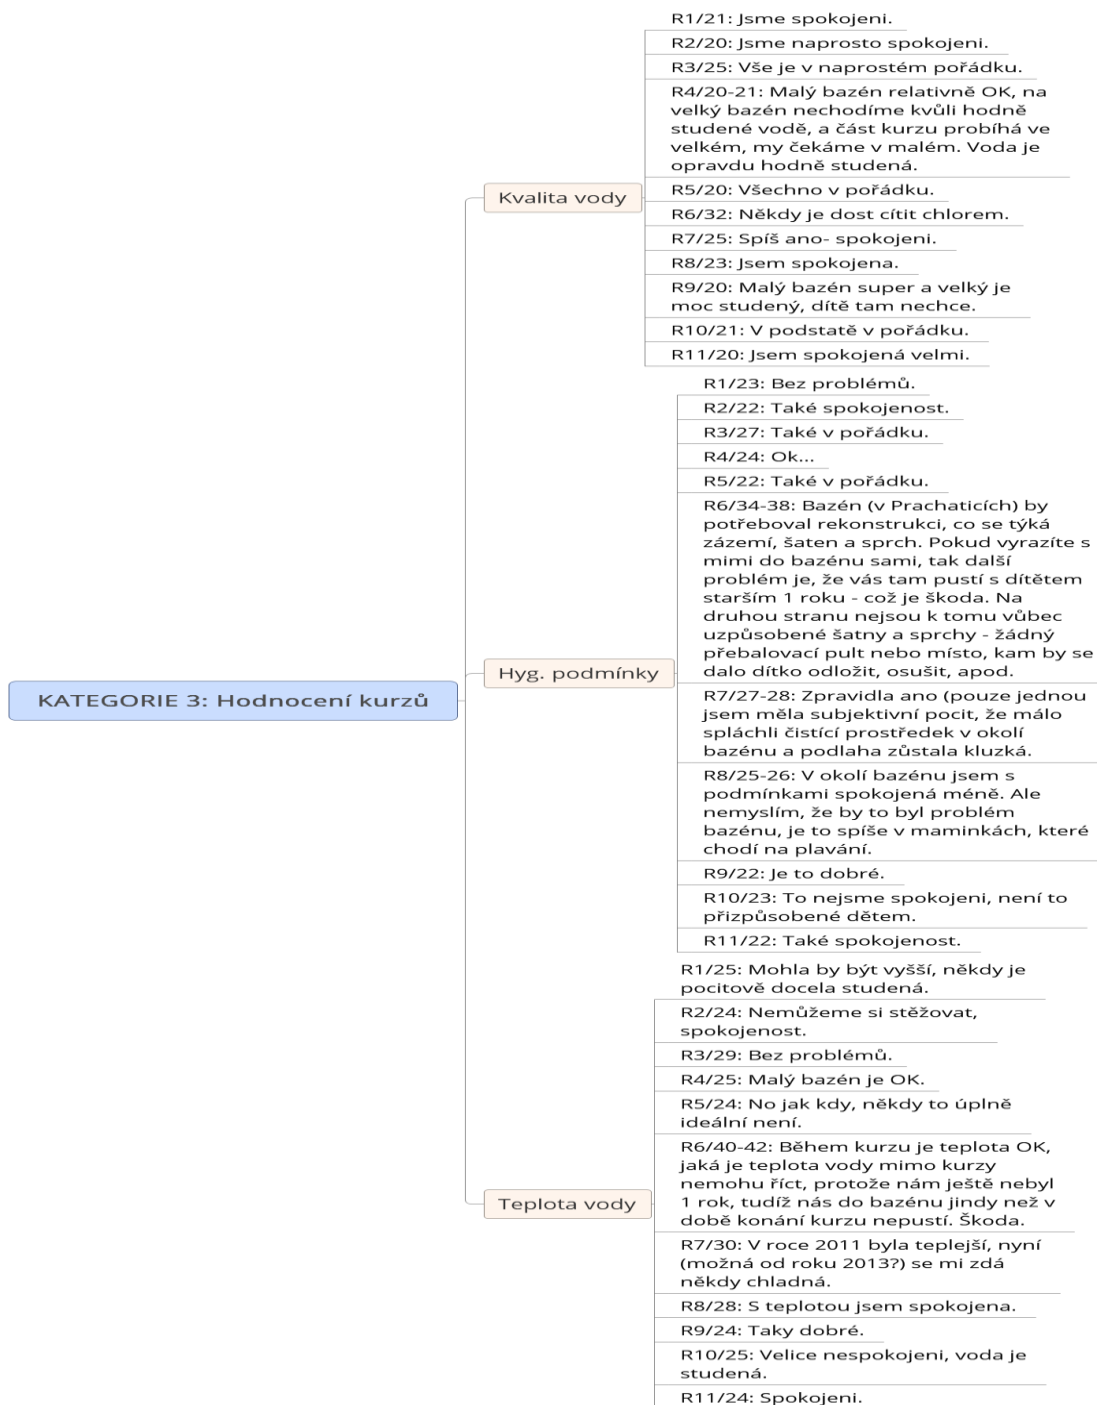 R1/21: Jsme spokojeni.
R2/20: Jsme naprosto spokojeni.
R3/25: Vše je v naprostém pořádku.
R4/20-21: Malý bazén relativně OK, na
velký bazén nechodíme kvůli hodně
studené vodě, a část kurzu probíhá ve
velkém, my čekáme v malém. Voda je
opravdu hodně studená.
Kvalita vody
R5/20: Všechno v pořádku.
R6/32: Někdy je dost cítit chlorem.
R7/25: Spíš ano- spokojeni.
R8/23: Jsem spokojena.
R9/20: Malý bazén super a velký je
moc studený, dítě tam nechce.
R10/21: V podstatě v pořádku.
R11/20: Jsem spokojená velmi.
R1/23: Bez problémů.
R2/22: Také spokojenost.
R3/27: Také v pořádku.
R4/24: Ok...
R5/22: Také v pořádku.
R6/34-38: Bazén (v Prachaticích) by
potřeboval rekonstrukci, co se týká
zázemí, šaten a sprch. Pokud vyrazíte s
mimi do bazénu sami, tak další
problém je, že vás tam pustí s dítětem
starším 1 roku - což je škoda. Na
druhou stranu nejsou k tomu vůbec
uzpůsobené šatny a sprchy - žádný
přebalovací pult nebo místo, kam by se
dalo dítko odložit, osušit, apod.
Hyg. podmínky
KATEGORIE 3: Hodnocení kurzů
R7/27-28: Zpravidla ano (pouze jednou
jsem měla subjektivní pocit, že málo
spláchli čistící prostředek v okolí
bazénu a podlaha zůstala kluzká.
R8/25-26: V okolí bazénu jsem s
podmínkami spokojená méně. Ale
nemyslím, že by to byl problém
bazénu, je to spíše v maminkách, které
chodí na plavání.
R9/22: Je to dobré.
R10/23: To nejsme spokojeni, není to
přizpůsobené dětem.
R11/22: Také spokojenost.
R1/25: Mohla by být vyšší, někdy je
pocitově docela studená.
R2/24: Nemůžeme si stěžovat,
spokojenost.
R3/29: Bez problémů.
R4/25: Malý bazén je OK.
R5/24: No jak kdy, někdy to úplně
ideální není.
R6/40-42: Během kurzu je teplota OK,
jaká je teplota vody mimo kurzy
nemohu říct, protože nám ještě nebyl
1 rok, tudíž nás do bazénu jindy než v
době konání kurzu nepustí. Škoda.
Teplota vody
R7/30: V roce 2011 byla teplejší, nyní
(možná od roku 2013?) se mi zdá
někdy chladná.
R8/28: S teplotou jsem spokojena.
R9/24: Taky dobré.
R10/25: Velice nespokojeni, voda je
studená.
R11/24: Spokojeni.